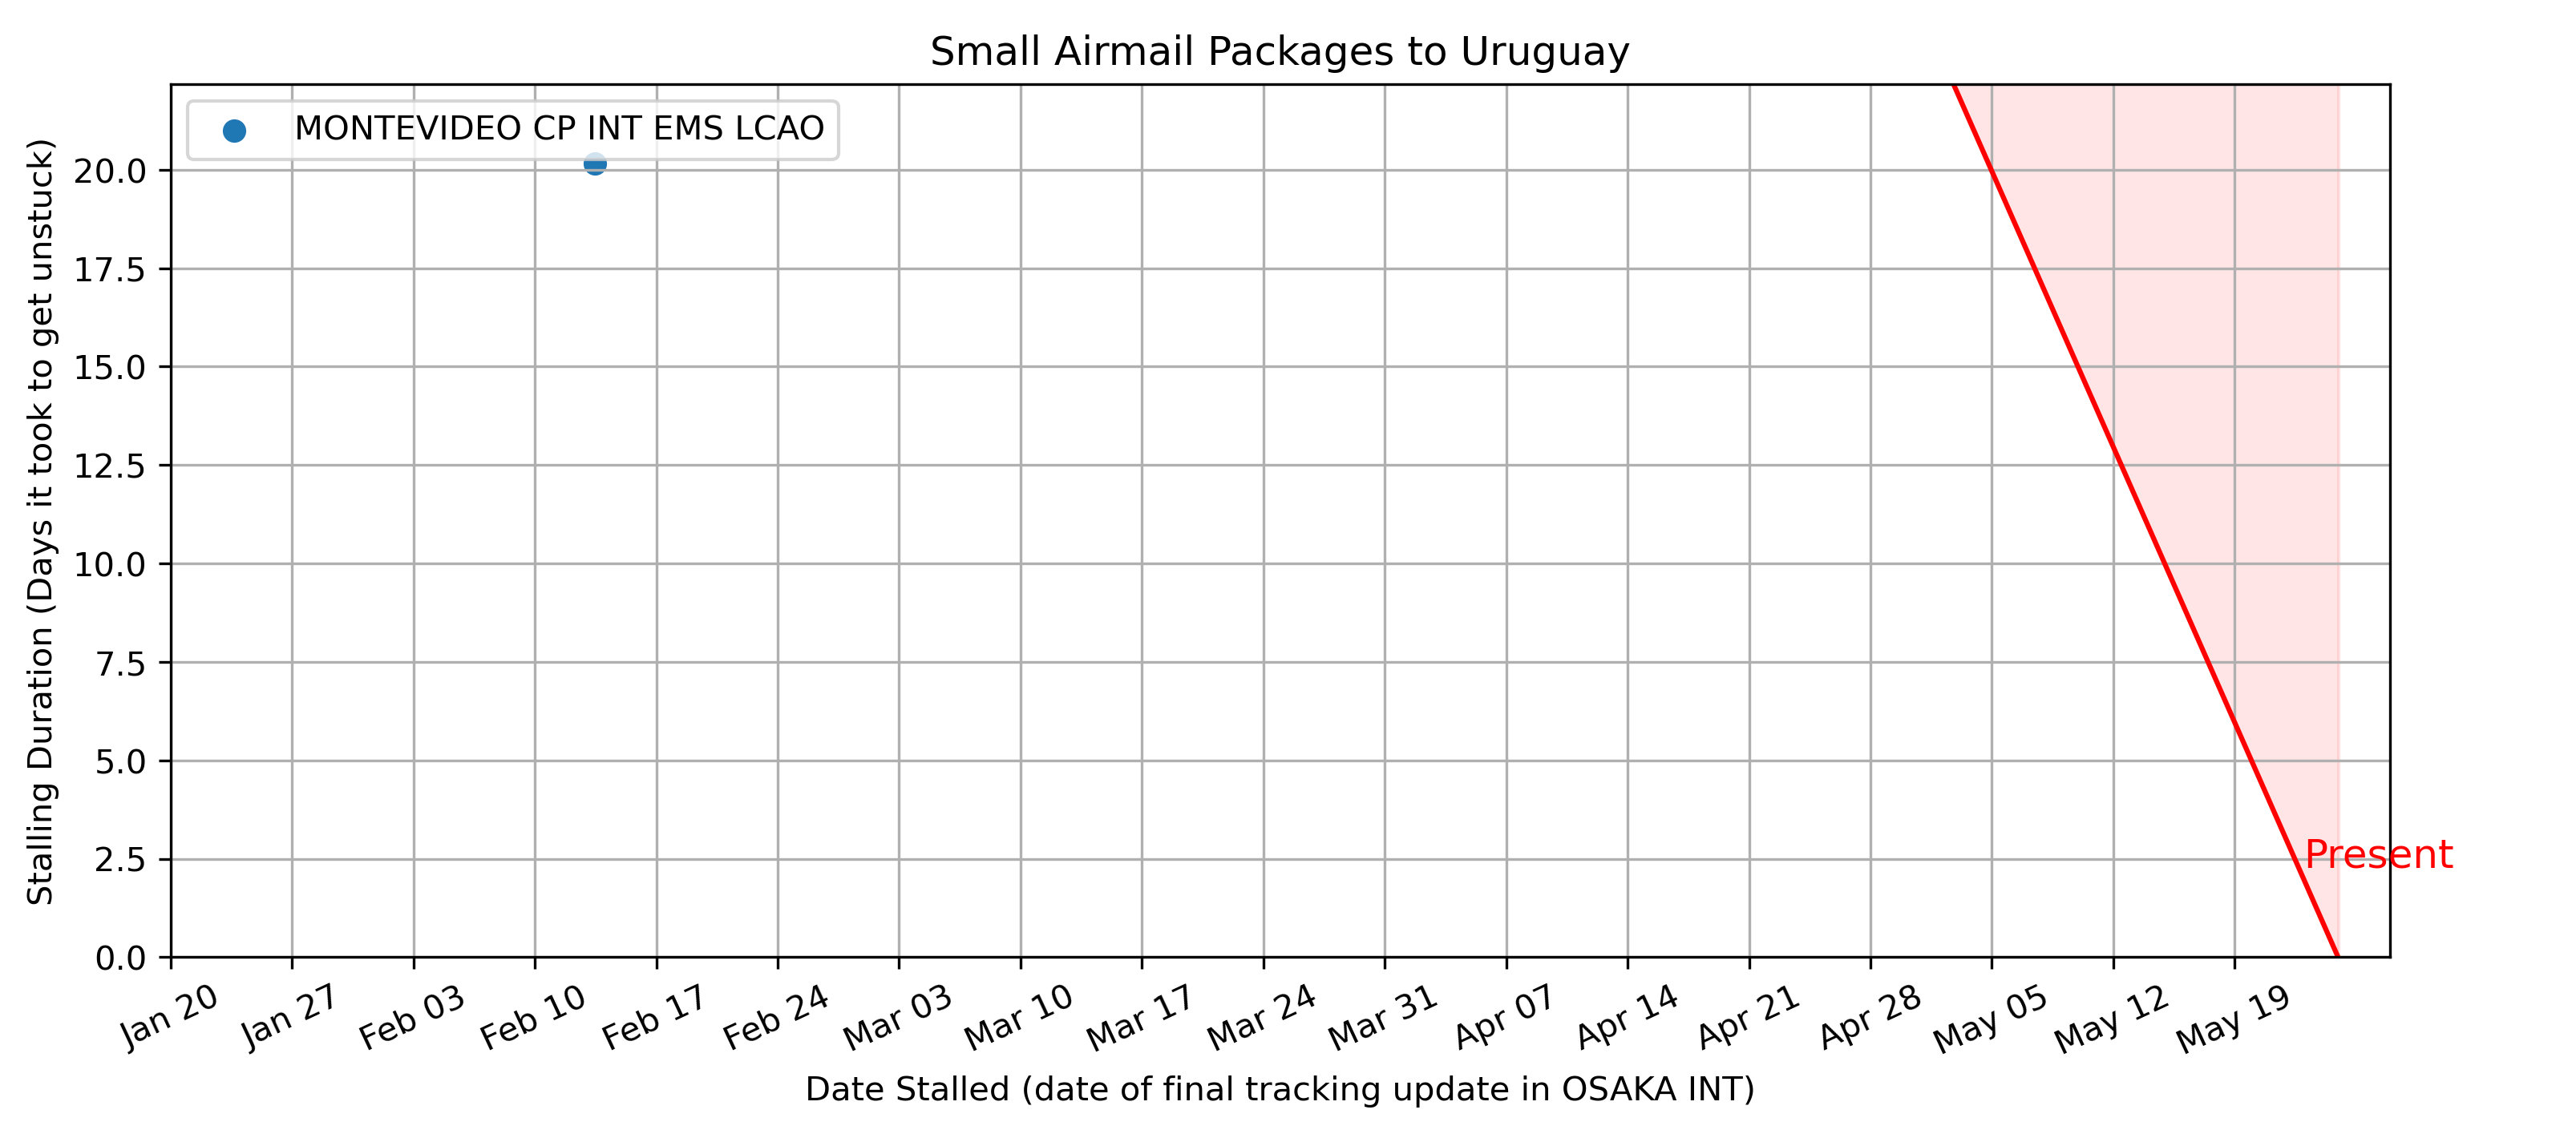 Small Airmail Packages to Uruguay
MONTEVIDEO CP INT EMS LCAO
Stalling Duration (Days it took to get unstuck)
20.0
17.5
15.0
12.5
10.0
7.5
5.0
2.5
0.0
Present
Jan 20
Jan 27
Feb 03
Feb 10
Feb 17
Feb 24
Mar 03
Mar 10
Mar 17
Mar 24
Mar 31
Apr 07
Apr 14
Apr 21
Apr 28
May 05
May 12
May 19
Date Stalled (date of final tracking update in OSAKA INT)